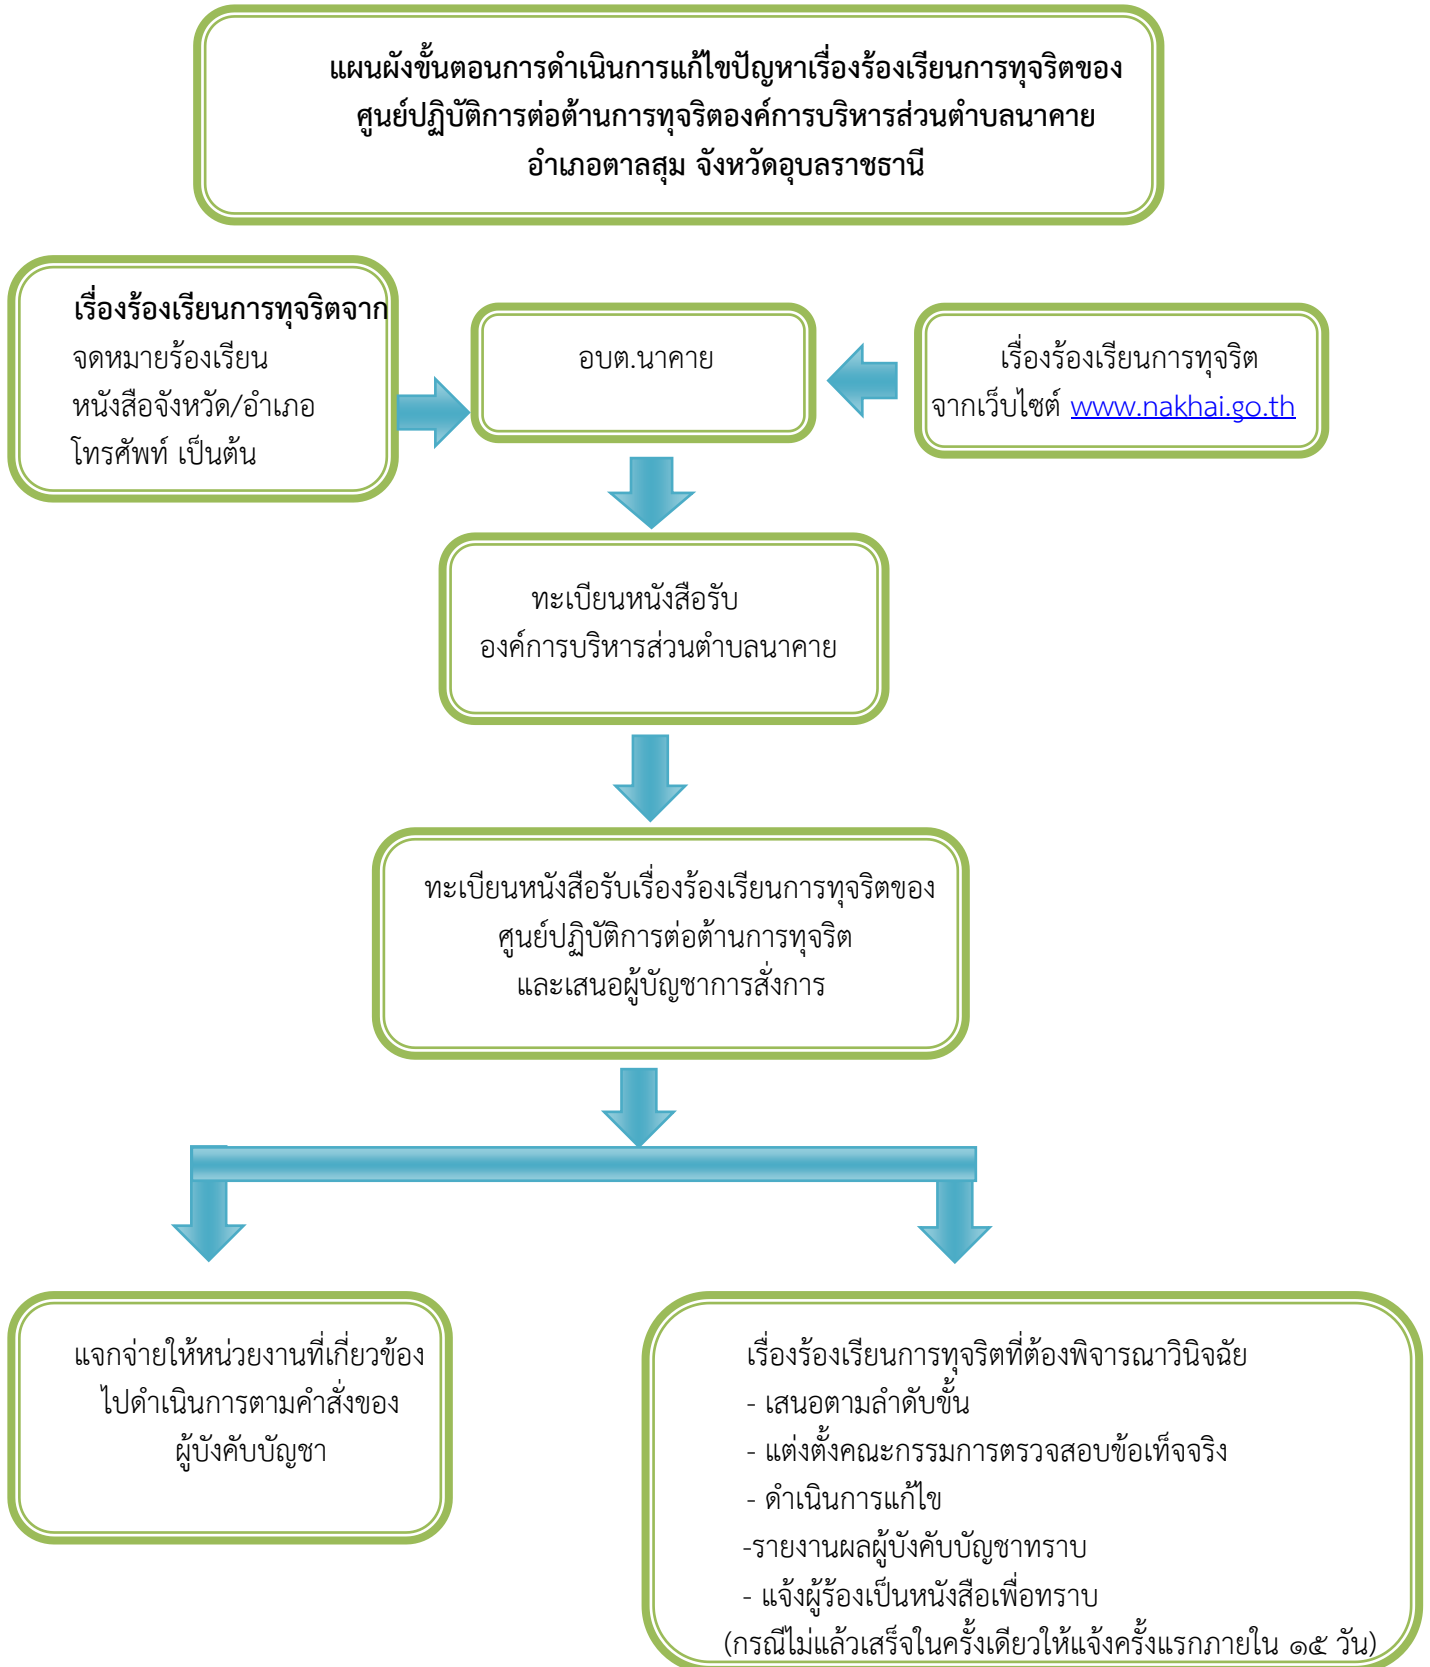 แผนผังขั้นตอนการดำเนินการแก้ไขปัญหาเรื่องร้องเรียนการทุจริตของ
ศูนย์ปฏิบัติการต่อต้านการทุจริตองค์การบริหารส่วนตำบลนาคาย
อำเภอตาลสุม จังหวัดอุบลราชธานี
เรื่องร้องเรียนการทุจริตจาก
จดหมายร้องเรียน
หนังสือจังหวัด/อำเภอ
โทรศัพท์ เป็นต้น
อบต.นาคาย
เรื่องร้องเรียนการทุจริต
จากเว็บไซต์ www.nakhai.go.th
ทะเบียนหนังสือรับ
องค์การบริหารส่วนตำบลนาคาย
ทะเบียนหนังสือรับเรื่องร้องเรียนการทุจริตของ
ศูนย์ปฏิบัติการต่อต้านการทุจริต
และเสนอผู้บัญชาการสั่งการ
แจกจ่ายให้หน่วยงานที่เกี่ยวข้อง
ไปดำเนินการตามคำสั่งของ
ผู้บังคับบัญชา
เรื่องร้องเรียนการทุจริตที่ต้องพิจารณาวินิจฉัย
- เสนอตามลำดับขั้น
- แต่งตั้งคณะกรรมการตรวจสอบข้อเท็จจริง
- ดำเนินการแก้ไข
-รายงานผลผู้บังคับบัญชาทราบ
- แจ้งผู้ร้องเป็นหนังสือเพื่อทราบ
(กรณีไม่แล้วเสร็จในครั้งเดียวให้แจ้งครั้งแรกภายใน ๑๕ วัน)